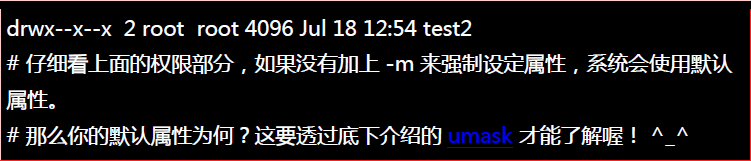 drwx--x--x  2 root  root 4096 Jul 18 12:54 test2
# 仔细看上面的权限部分，如果没有加上 -m 来强制设定属性，系统会使用默认
属性。
# 那么你的默认属性为何？这要透过底下介绍的 umask 才能了解喔！ ^_^